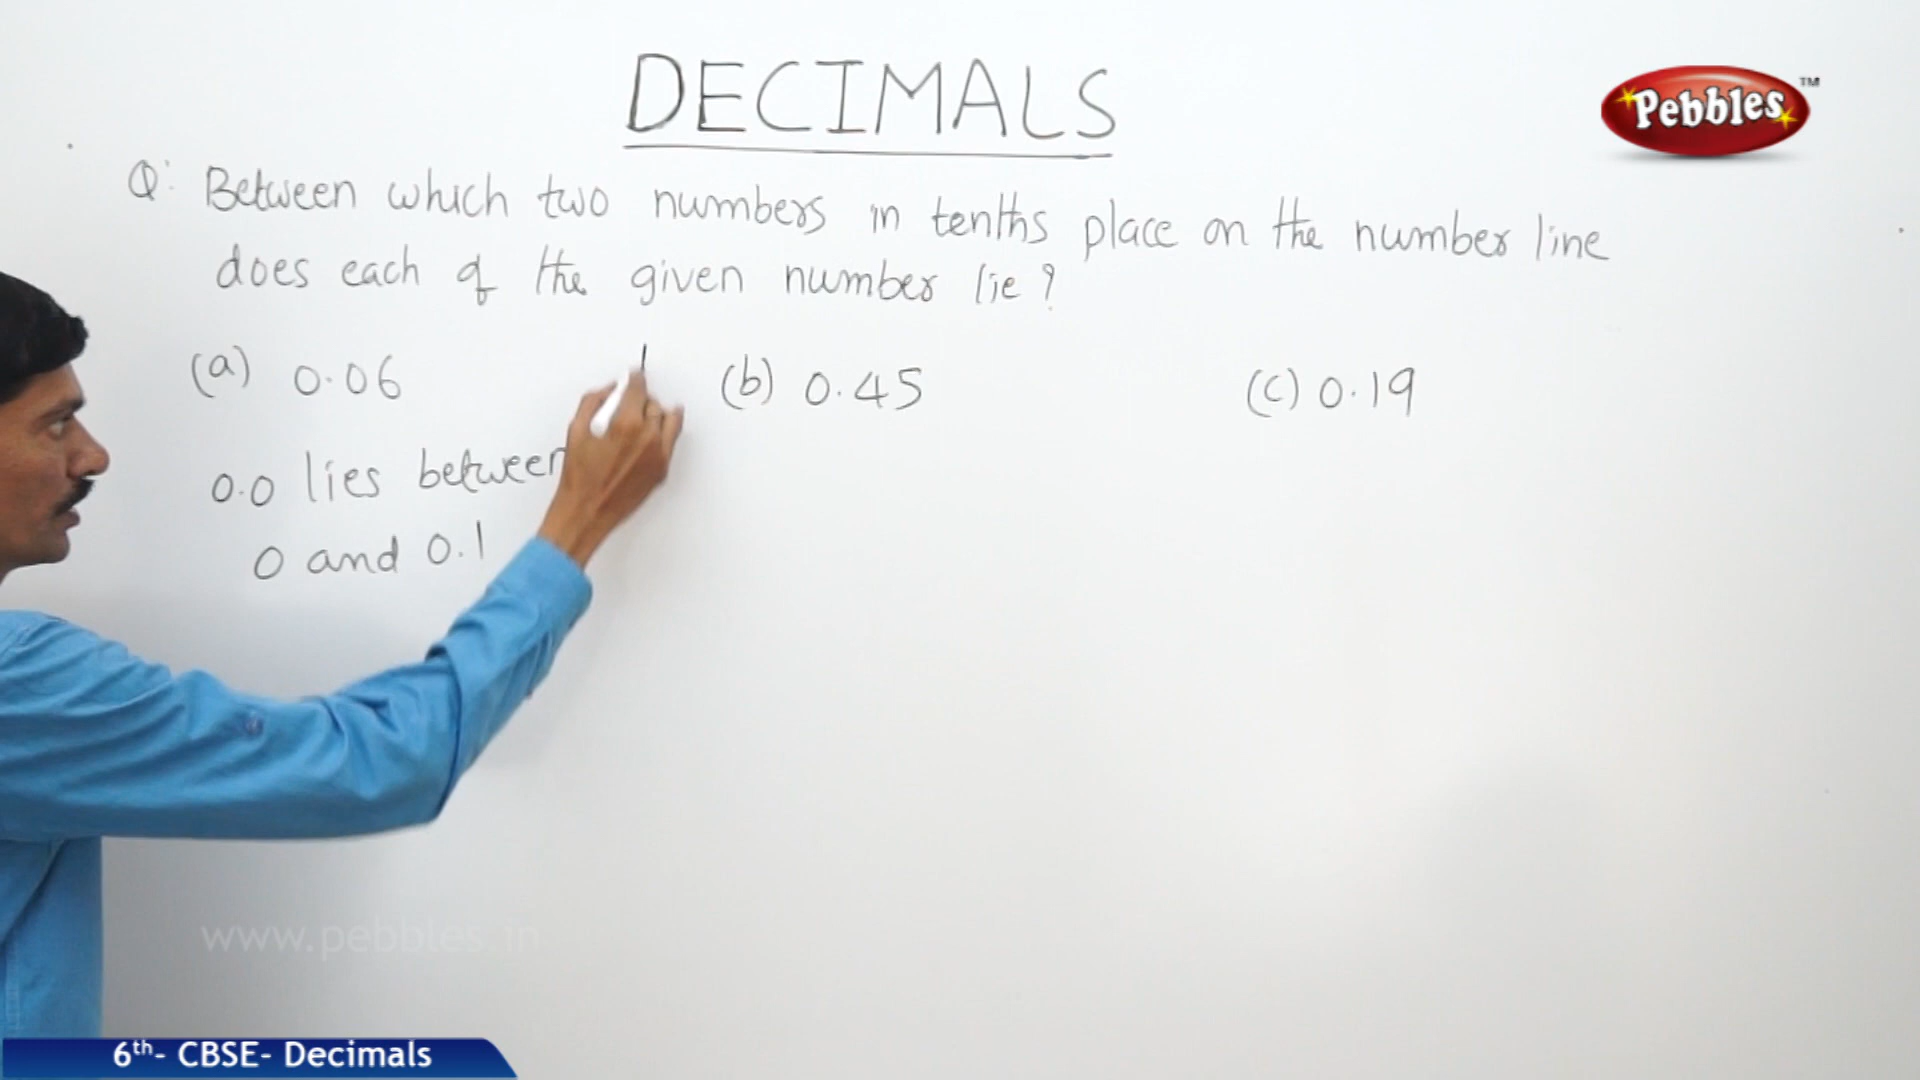 DECIMALS
Pebbles™
Q: Between which two numbers in tenths place on the number line
does each of the given number lie?
(a) 0.06
(b) 0.45
(c) 0.19
0.0 lies between
0 and 0.1
www.pebbles.in
6th- CBSE- Decimals